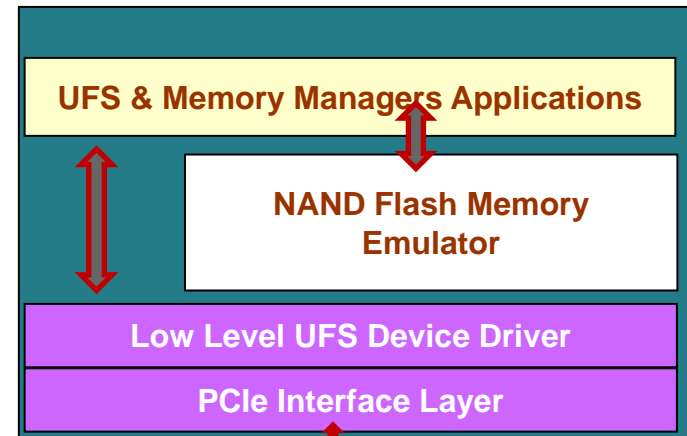 UFS & Memory Managers Applications
NAND Flash Memory
Emulator
Low Level UFS Device Driver
PCIe Interface Layer